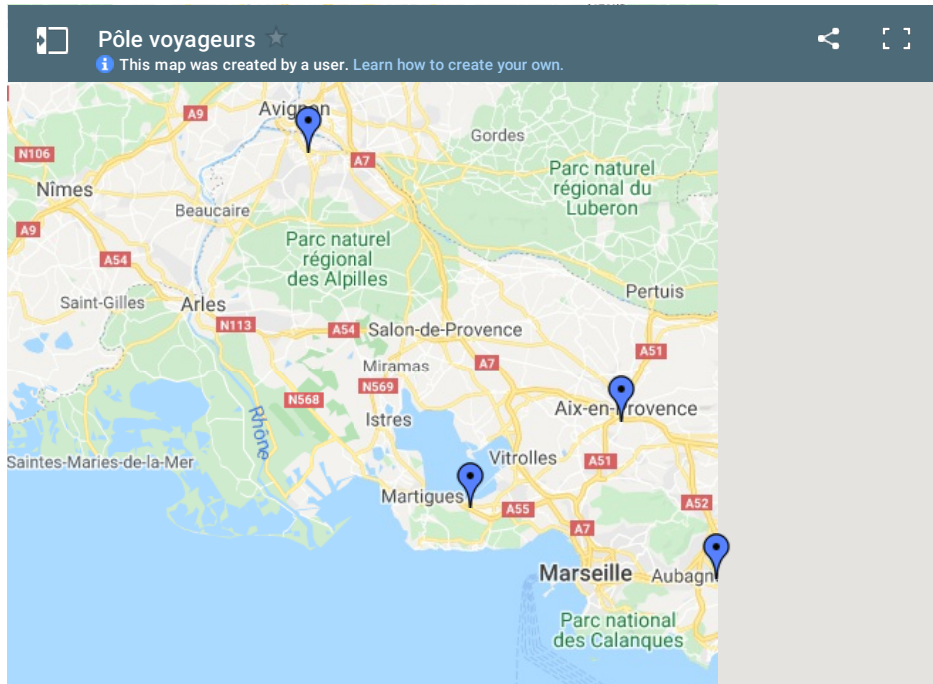 Pôle voyageurs
This map was created by a user. Learn how to create your own.
Avignon
A9
Gordes
N106
A7
Parc naturel
régional du
Luberon
Nîmes
Beaucaire
A9
Parc naturel
régional
des Alpilles
A54
Pertuis
Saint-Gilles
Arles
N113
A54
Salon-de-Provence
A51
Miramas
A7
N569
N568
Aix-en-Provence
Istres
Rhône
Vitrolles
A51
Saintes-Maries-de-la-Mer
Martigues
A55
A52
A7
Marseille
Aubagn
Parc national
des Calanques